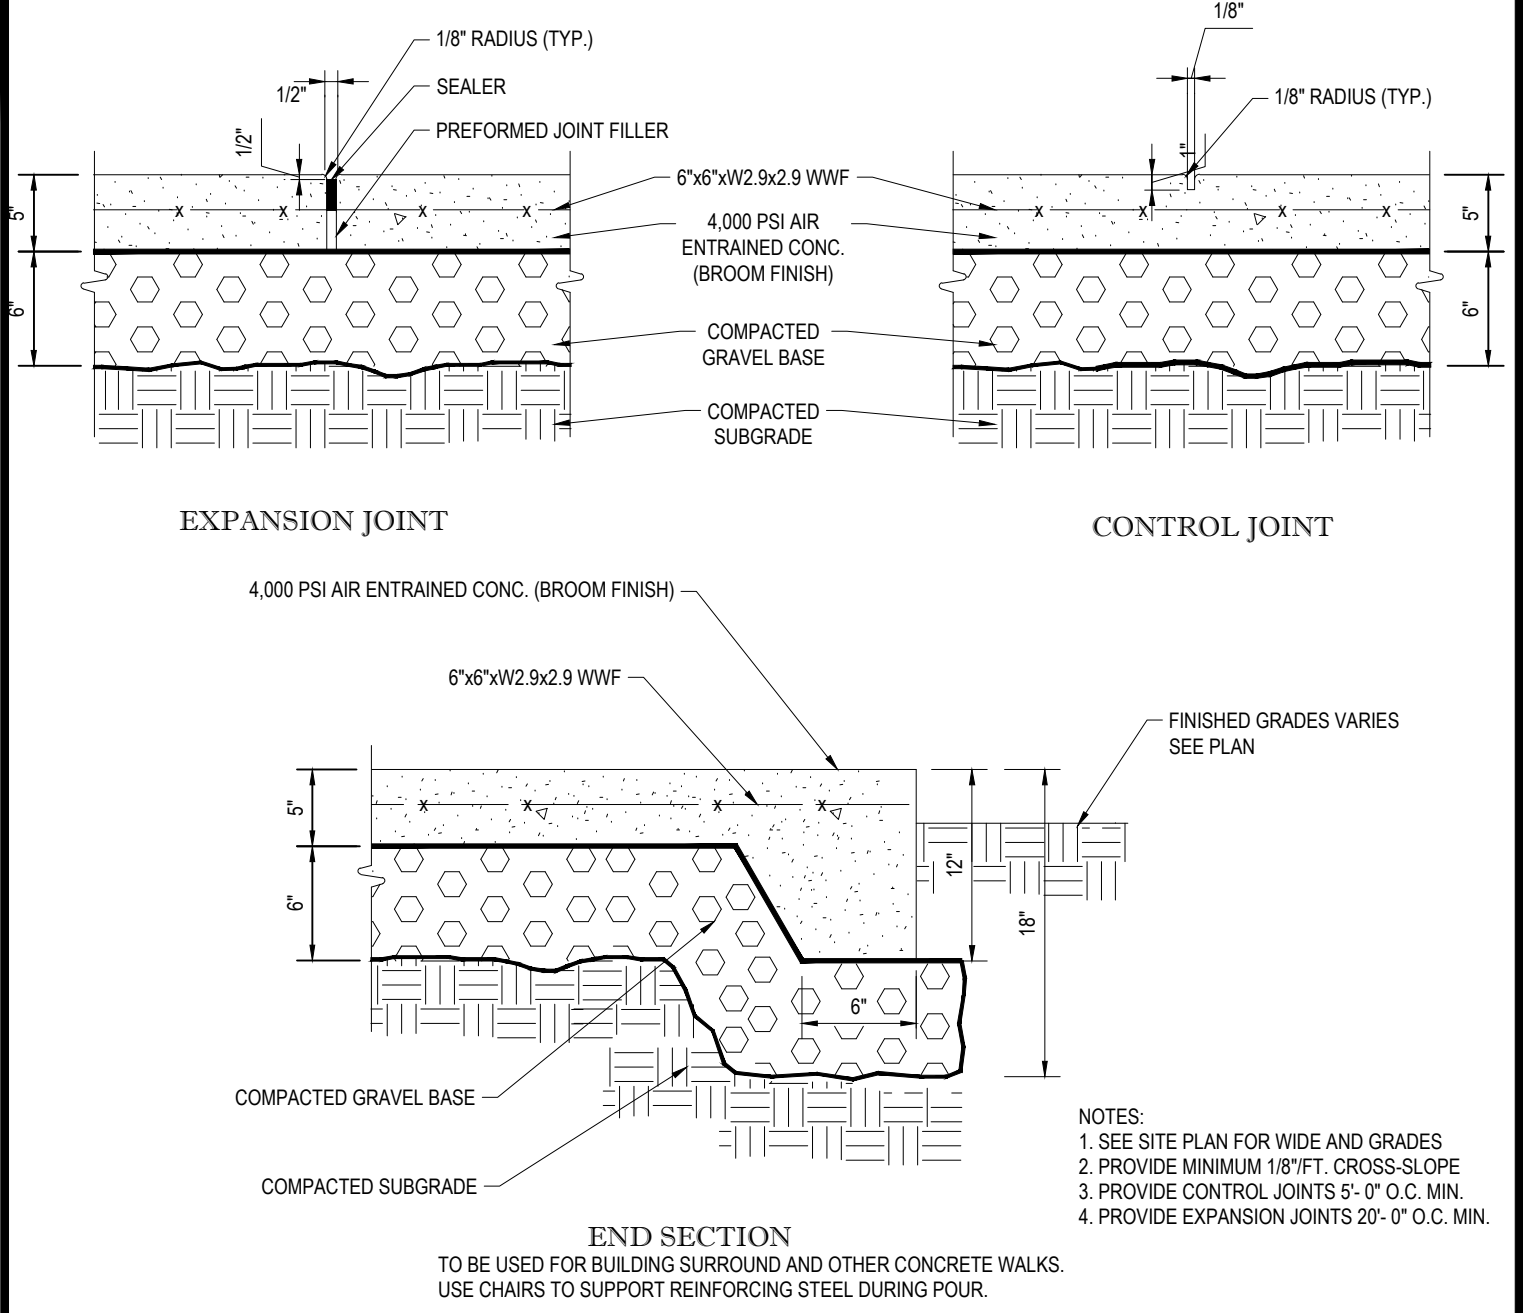 1/8" RADIUS (TYP.)
SEALER
PREFORMED JOINT FILLER
1/2"
1/2"
5"
6"
X X X X
6"x6"xW2.9x2.9 WWF
4,000 PSI AIR
ENTRAINED CONC.
(BROOM FINISH)
COMPACTED
GRAVEL BASE
COMPACTED
SUBGRADE
EXPANSION JOINT
1/8"
1/8" RADIUS (TYP.)
1"
X X X X
5"
6"
CONTROL JOINT
4,000 PSI AIR ENTRAINED CONC. (BROOM FINISH)
6"x6"xW2.9x2.9 WWF
FINISHED GRADES VARIES
SEE PLAN
5"
6"
X X X X
12"
18"
6"
COMPACTED GRAVEL BASE
COMPACTED SUBGRADE
END SECTION
TO BE USED FOR BUILDING SURROUND AND OTHER CONCRETE WALKS.
USE CHAIRS TO SUPPORT REINFORCING STEEL DURING POUR.
NOTES:
1. SEE SITE PLAN FOR WIDE AND GRADES
2. PROVIDE MINIMUM 1/8"/FT. CROSS-SLOPE
3. PROVIDE CONTROL JOINTS 5'- 0" O.C. MIN.
4. PROVIDE EXPANSION JOINTS 20'- 0" O.C. MIN.